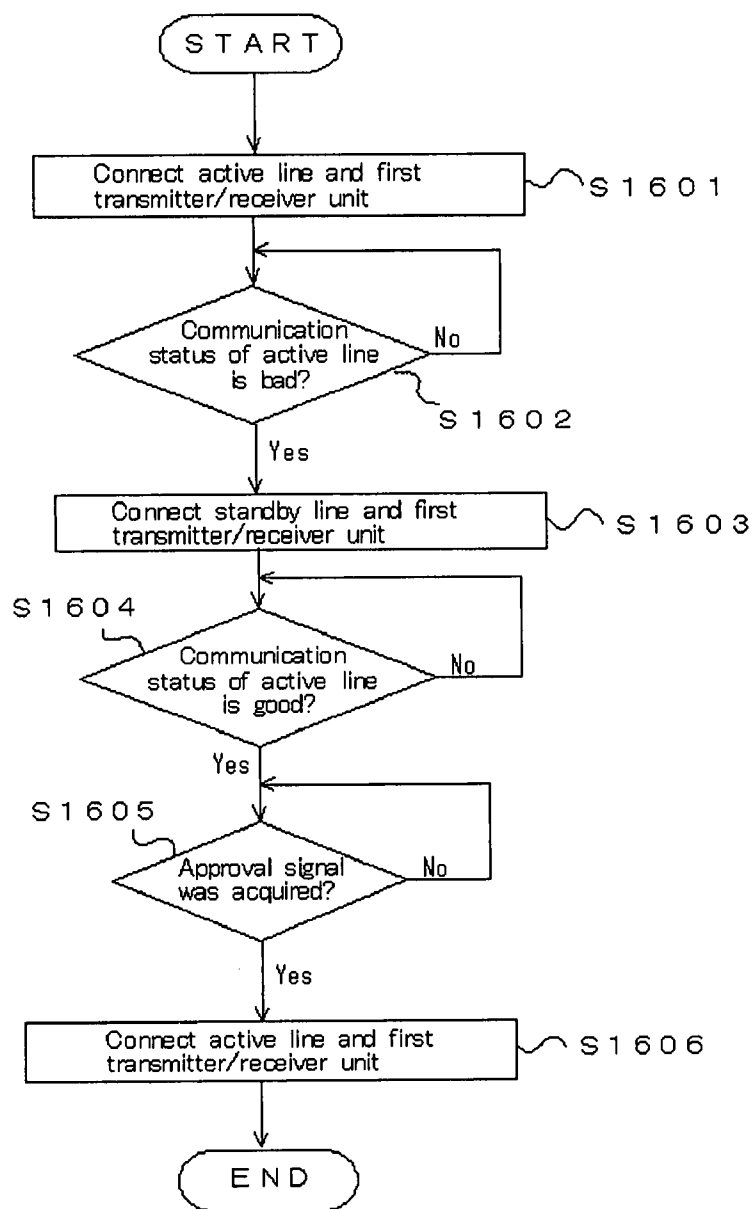 START
Connect active line and first
transmitter/receiver unit
S1601
Communication
status of active line
is bad?
No
S1602
Yes
Connect standby line and first
transmitter/receiver unit
S1603
S1604
Communication
status of active line
is good?
No
Yes
S1605
Approval signal
was acquired?
No
Yes
Connect active line and first
transmitter/receiver unit
S1606
END